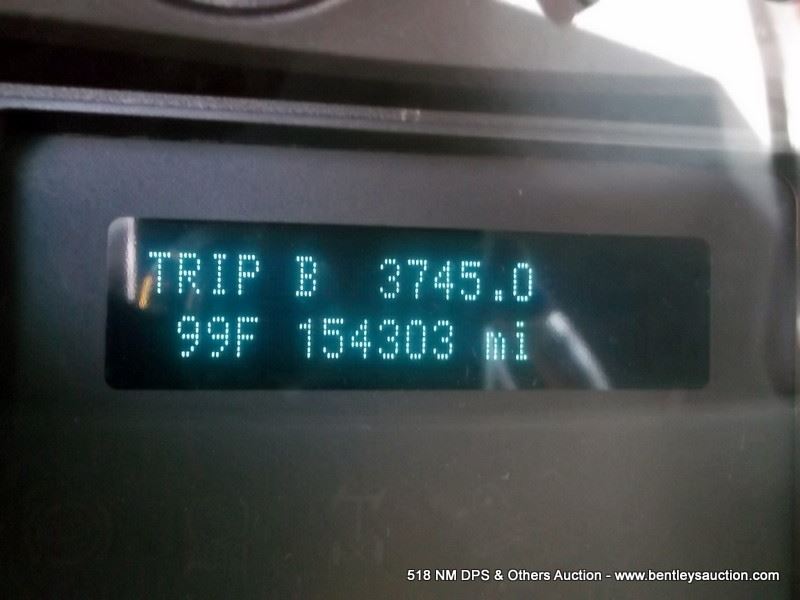 TRIP B 3745.0
99F 154303 mi
518 NM DPS & Others Auction - www.bentleysauction.com